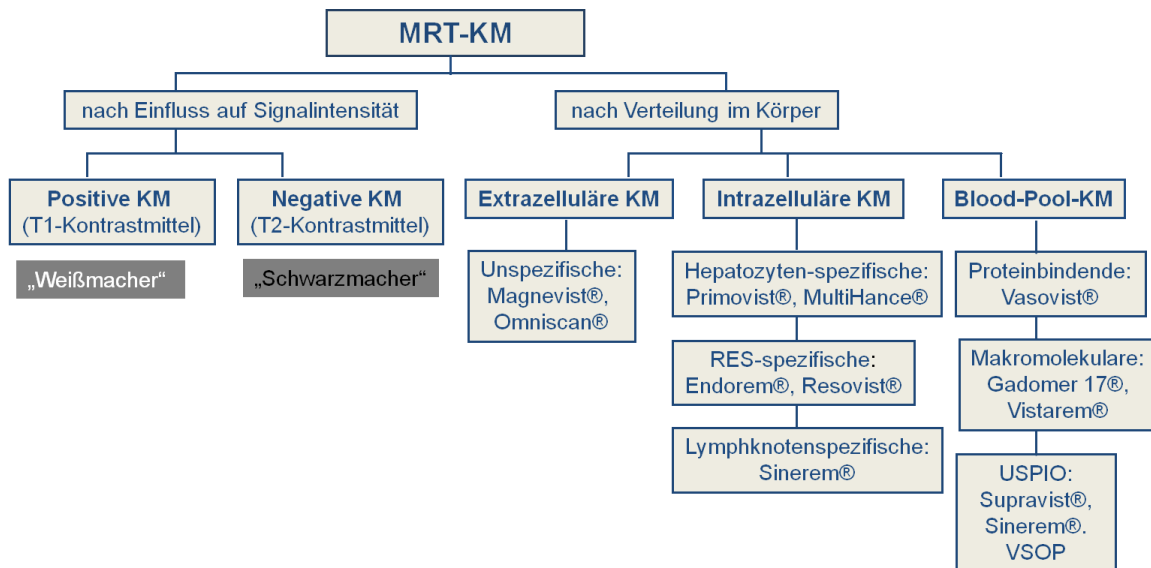 MRT-KM
nach Einfluss auf Signalintensität
nach Verteilung im Körper
Positive KM
(T1-Kontrastmittel)
Negative KM
(T2-Kontrastmittel)
Extrazelluläre KM
Intrazelluläre KM
Blood-Pool-KM
„Weißmacher“
„Schwarzmacher“
Unspezifische:
Magnevist®,
Omniscan®
Hepatozyten-spezifische:
Primovist®, MultiHance®
RES-spezifische:
Endorem®, Resovist®
Lymphknotenspezifische:
Sinerem®
Proteinbindende:
Vasovist®
Makromolekulare:
Gadomer 17®,
Vistarem®
USPIO:
Supravist®,
Sinerem®.
VSOP